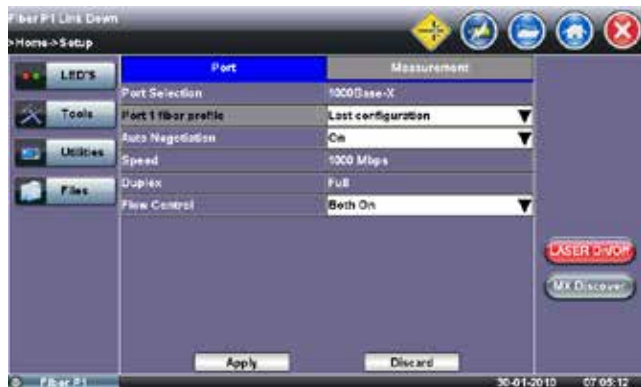 Fiber P1 Link Down
>Home->Setup
LED'S
Tools
Utilities
Files
Port Measurement
Port Selection 1000Base-X
Port 1 fiber profile Last configuration
Auto Negotiation On
Speed 1000 Mbps
Duplex Full
Flow Control Both On
LASER On/Off
MX Discover
Apply Discard
Fiber P1 30-01-2010 07:05:12